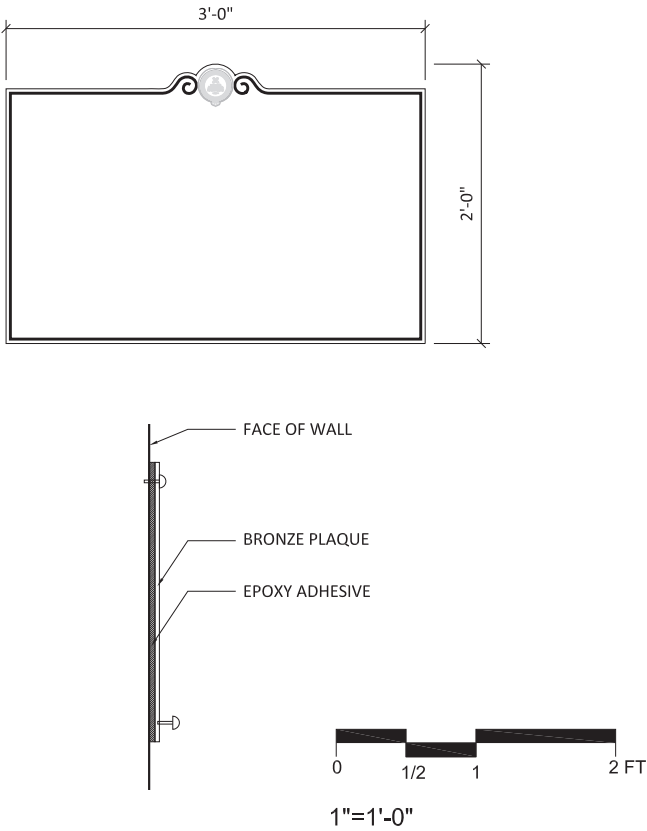 3'-0"
2'-0"
FACE OF WALL
BRONZE PLAQUE
EPOXY ADHESIVE
0 1/2 1 2 FT
1"=1'-0"